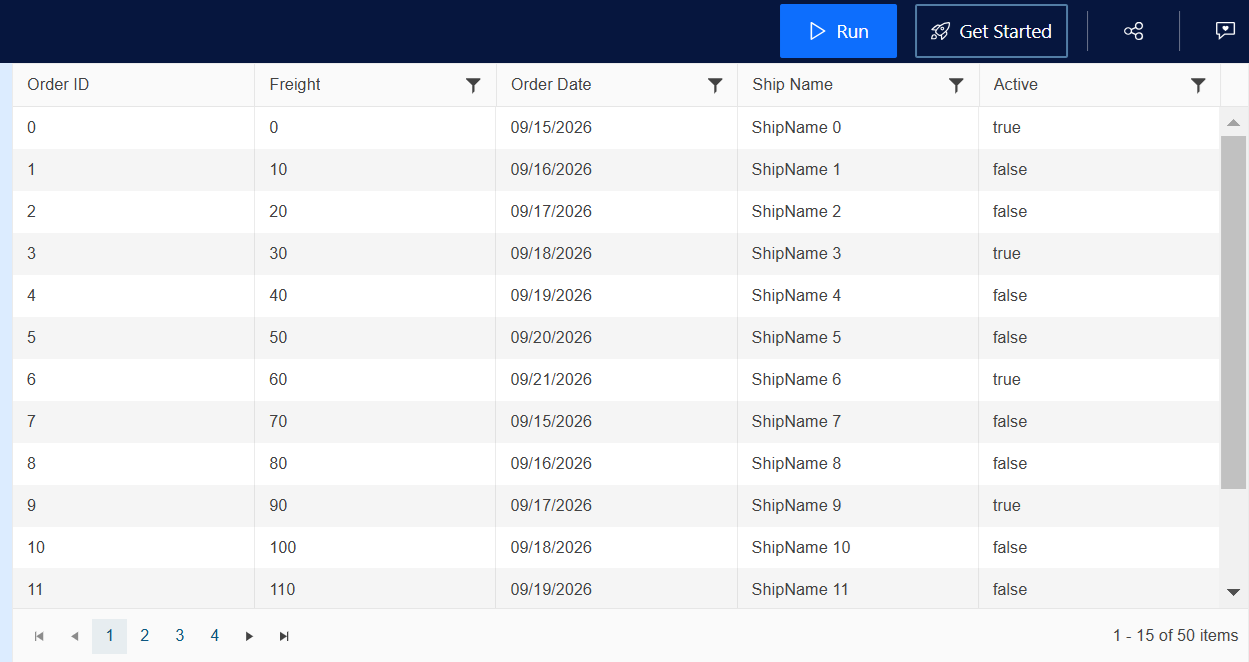 Run Get Started
Order ID Freight Order Date Ship Name Active
0 0 09/15/2026 ShipName 0 true
1 10 09/16/2026 ShipName 1 false
2 20 09/17/2026 ShipName 2 false
3 30 09/18/2026 ShipName 3 true
4 40 09/19/2026 ShipName 4 false
5 50 09/20/2026 ShipName 5 false
6 60 09/21/2026 ShipName 6 true
7 70 09/15/2026 ShipName 7 false
8 80 09/16/2026 ShipName 8 false
9 90 09/17/2026 ShipName 9 true
10 100 09/18/2026 ShipName 10 false
11 110 09/19/2026 ShipName 11 false
1 2 3 4 1 - 15 of 50 items